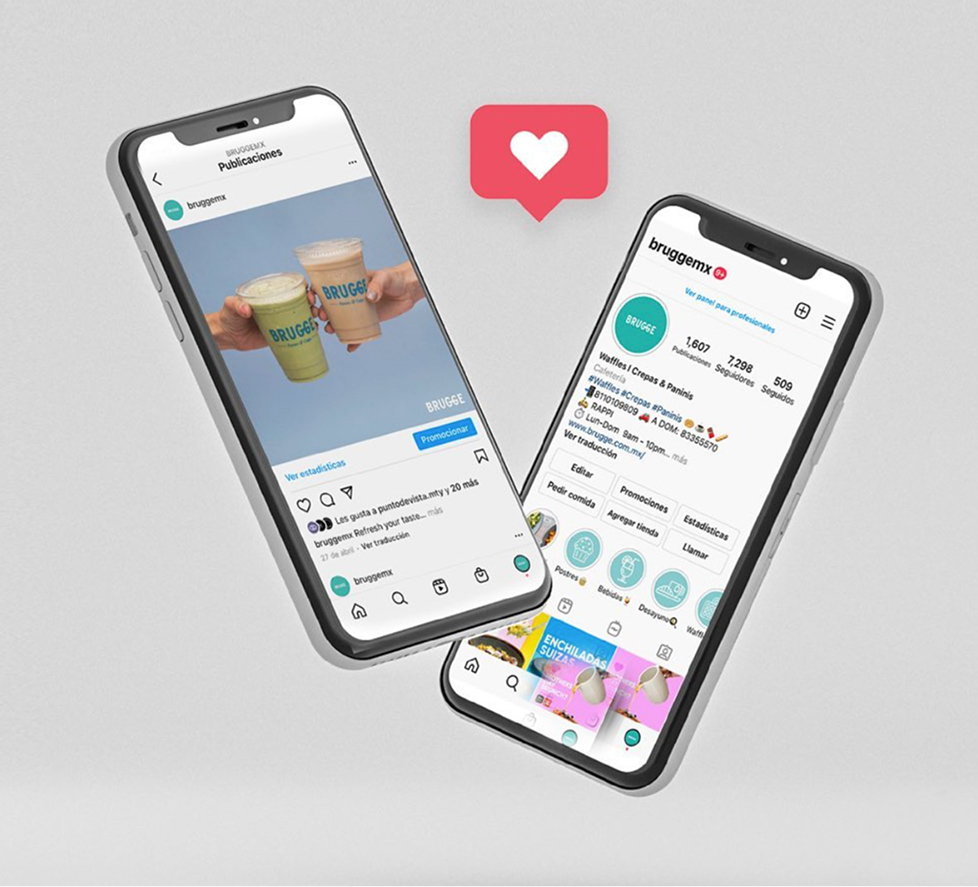 BRUGGEMX
Publicaciones
bruggemx
BRUGGE
BRUGGE
BRUGGE
Promocionar
Ver estadísticas
Les gusta a puntodevista.mty y 20 más
bruggemx Refresh your taste... más
27 de abril · Ver traducción
bruggemx
bruggemx 9+
Ver panel para profesionales
BRUGGE
1,607 7,298 509
Publicaciones Seguidores Seguidos
Waffles | Crepas & Paninis
Cafetería
#Waffles #Crepas #Paninis
8110109809 A DOM: 83355570
RAPPI
Lun-Dom 9am - 10pm... más
www.brugge.com.mx/
Ver traducción
Editar Promociones Estadísticas
Pedir comida Agregar tienda Llamar
Postres Bebidas Desayuno Waffl
ENCHILADAS
SUIZAS